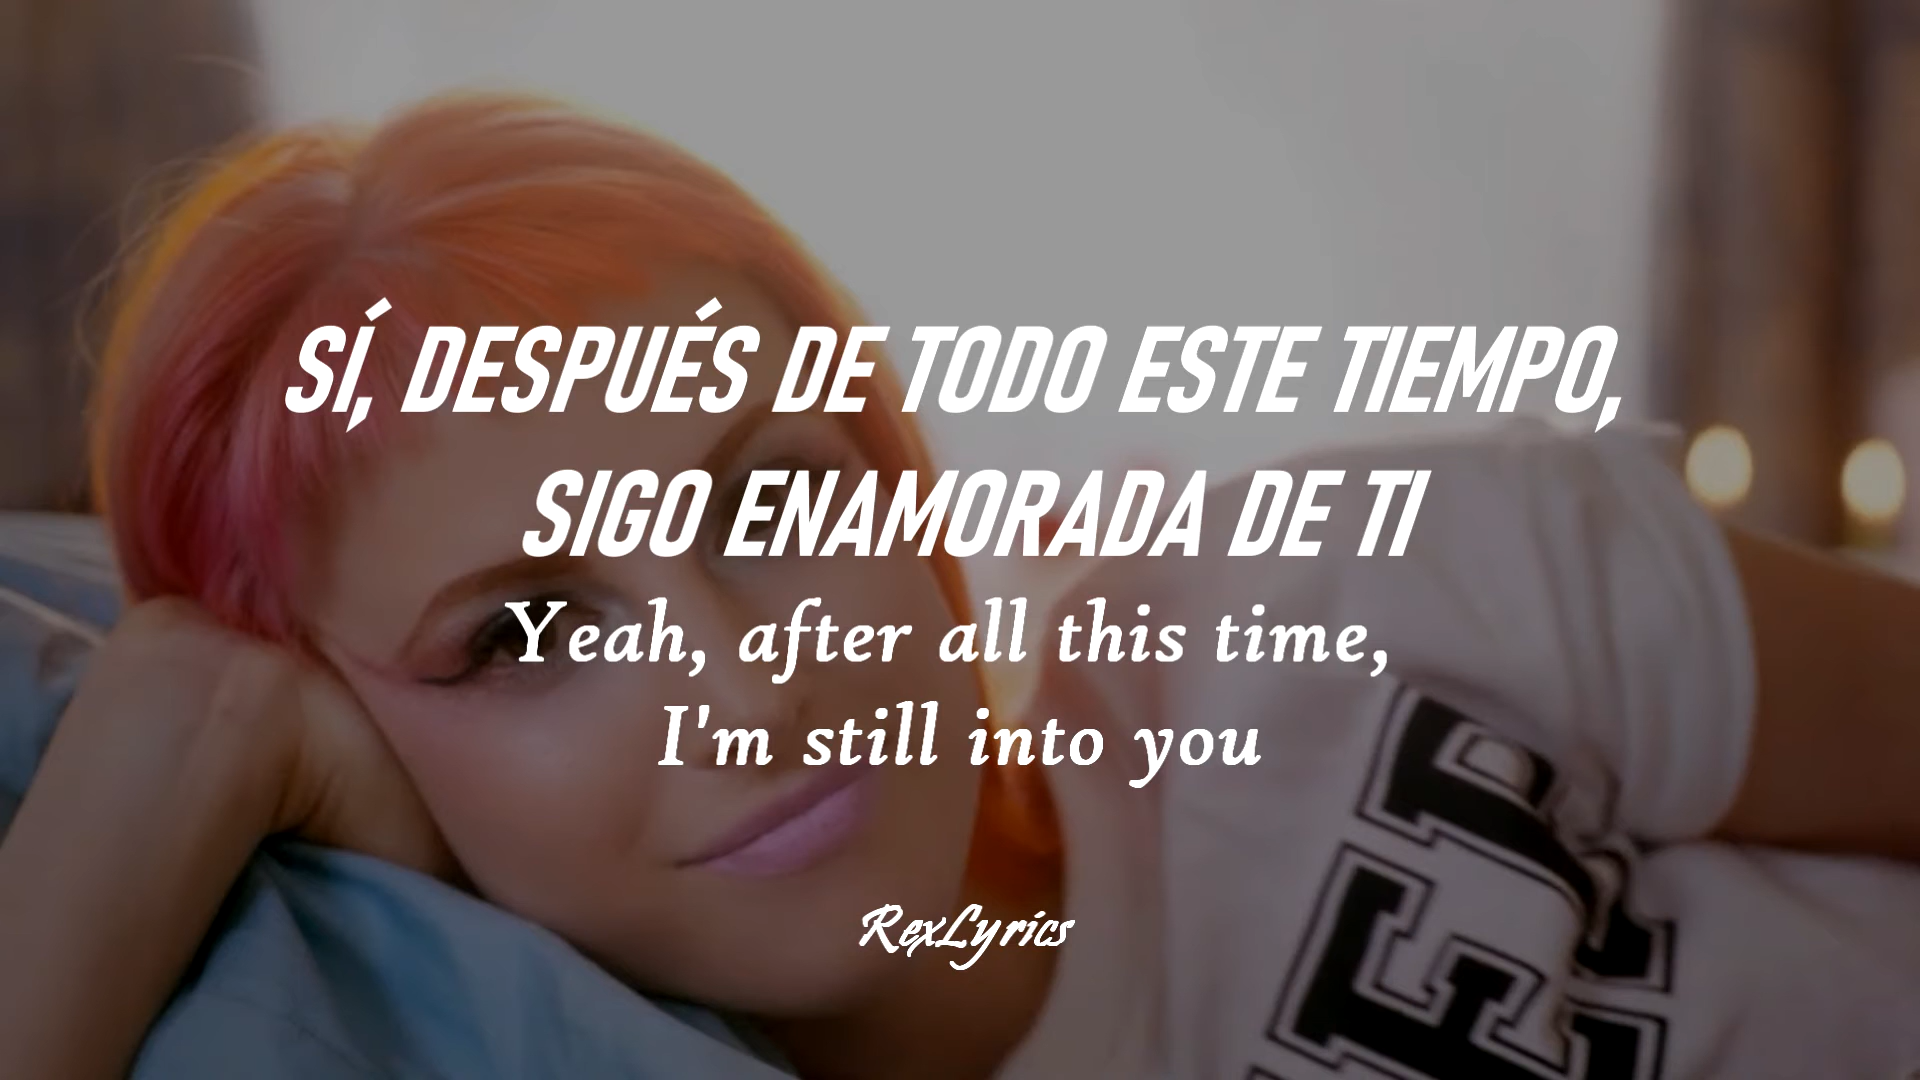 SÍ, DESPUÉS DE TODO ESTE TIEMPO,
SIGO ENAMORADA DE TI
Yeah, after all this time,
I'm still into you
RexLyrics